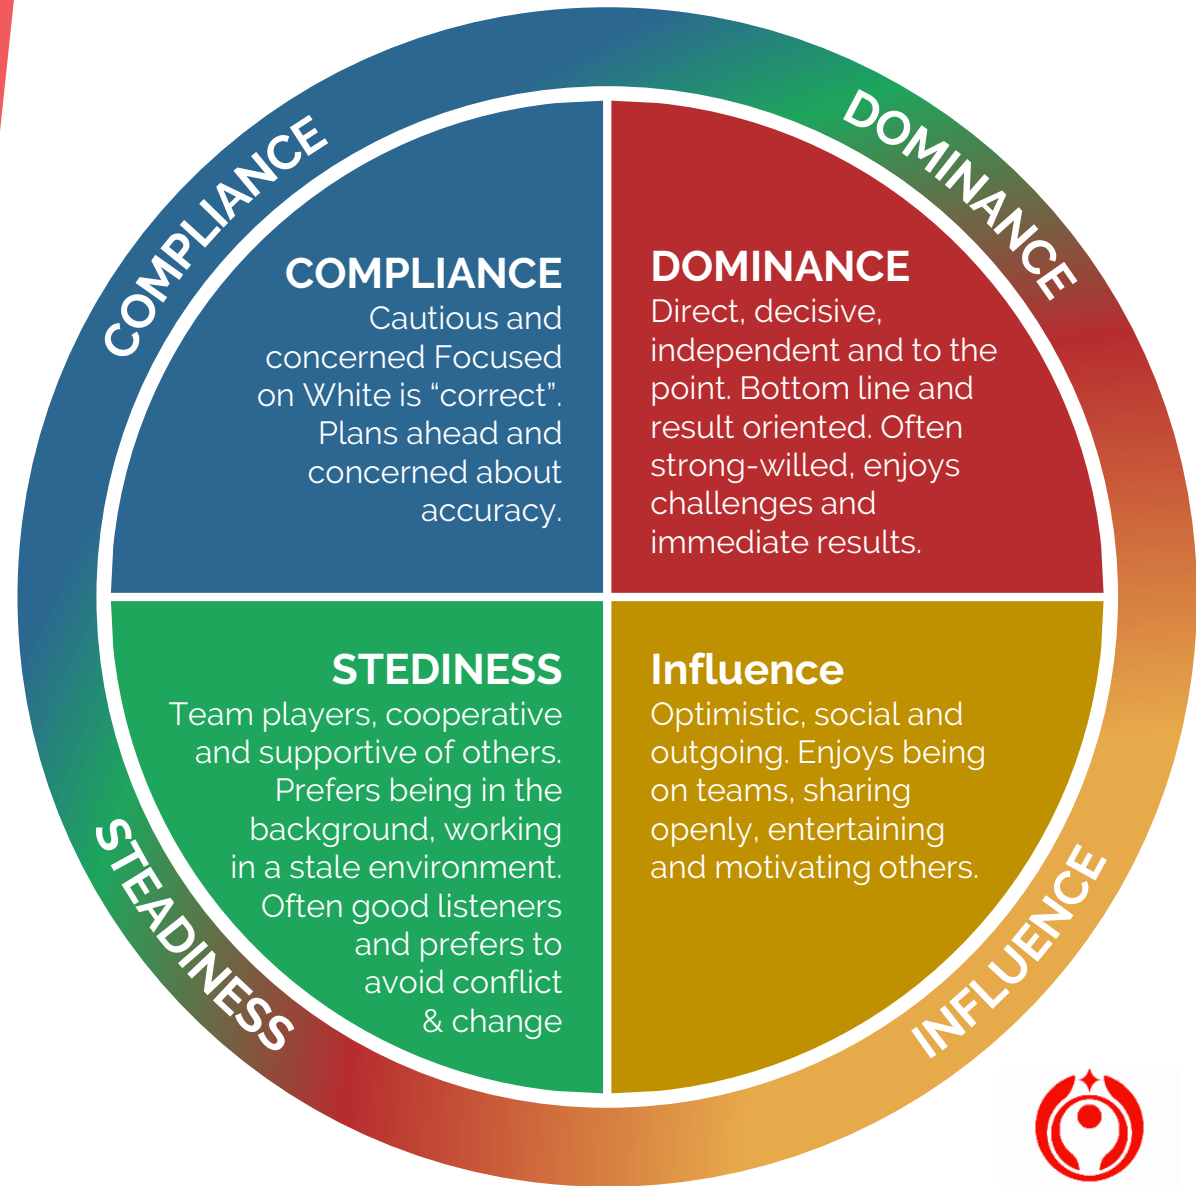 COMPLIANCE
DOMINANCE
COMPLIANCE
Cautious and
concerned Focused
on White is “correct”.
Plans ahead and
concerned about
accuracy.
DOMINANCE
Direct, decisive,
independent and to the
point. Bottom line and
result oriented. Often
strong-willed, enjoys
challenges and
immediate results.
STEDINESS
Team players, cooperative
and supportive of others.
Prefers being in the
background, working
in a stale environment.
Often good listeners
and prefers to
avoid conflict
& change
Influence
Optimistic, social and
outgoing. Enjoys being
on teams, sharing
openly, entertaining
and motivating others.
STEADINESS
INFLUENCE